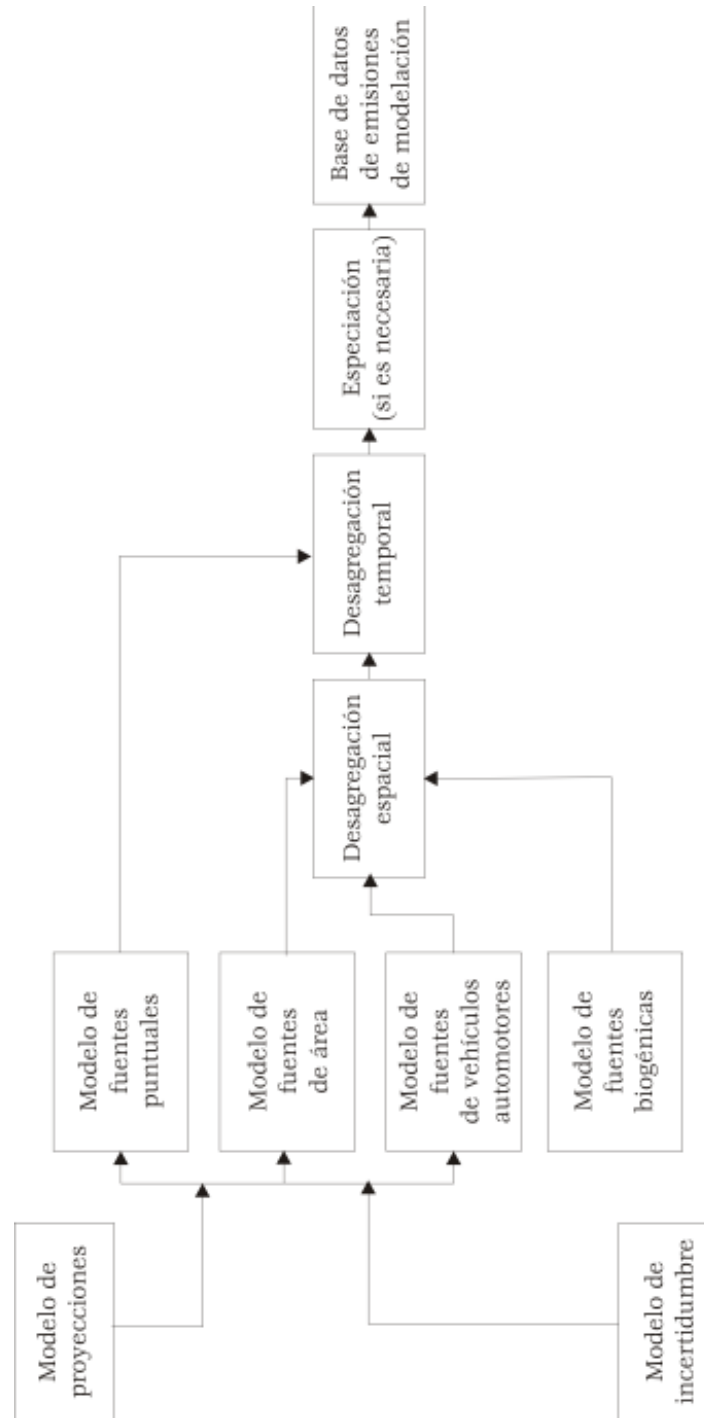 Modelo de
proyecciones
Modelo de
incertidumbre
Modelo de
fuentes
puntuales
Modelo de
fuentes
de área
Modelo de
fuentes
de vehículos
automotores
Modelo de
fuentes
biogénicas
Desagregación
espacial
Desagregación
temporal
Especiación
(si es necesaria)
Base de datos
de emisiones
de modelación